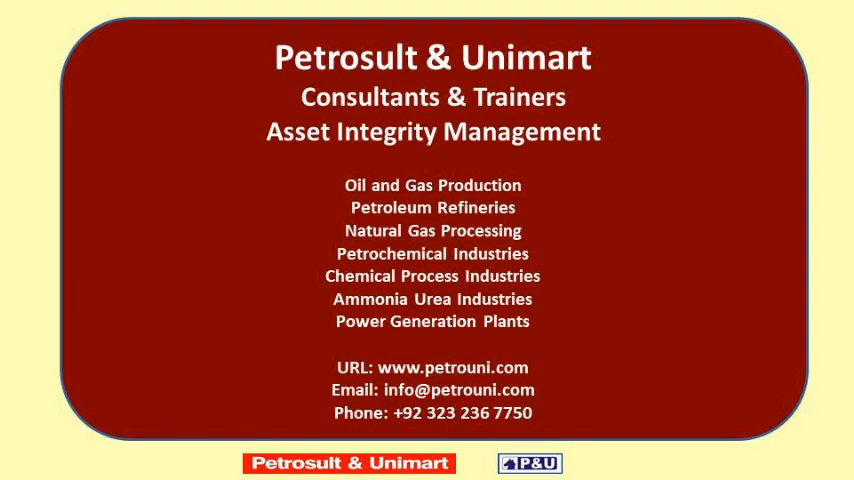 Petrosult & Unimart
Consultants & Trainers
Asset Integrity Management
Oil and Gas Production
Petroleum Refineries
Natural Gas Processing
Petrochemical Industries
Chemical Process Industries
Ammonia Urea Industries
Power Generation Plants
URL: www.petrouni.com
Email: info@petrouni.com
Phone: +92 323 236 7750
Petrosult & Unimart
P&U